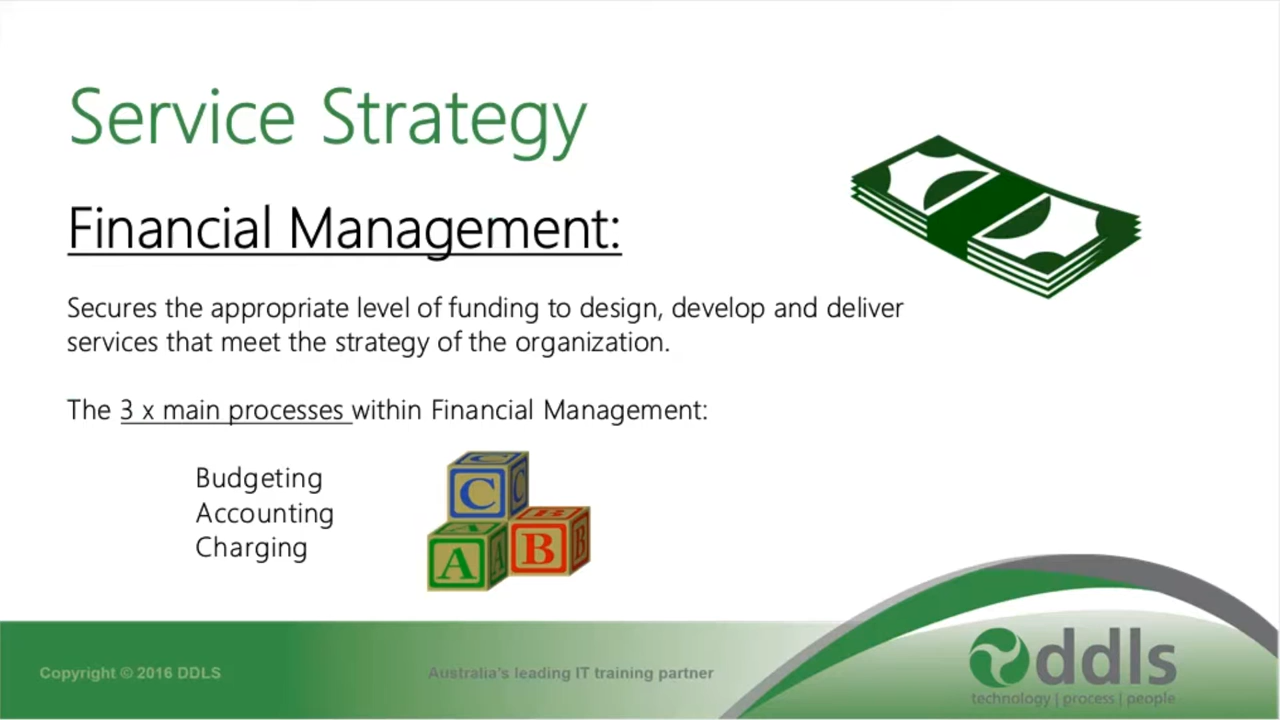 Service Strategy
Financial Management:
Secures the appropriate level of funding to design, develop and deliver
services that meet the strategy of the organization.
The 3 x main processes within Financial Management:
Budgeting
Accounting
Charging
C C
A A B B B
Copyright © 2016 DDLS
Australia's leading IT training partner
ddls
technology | process | people